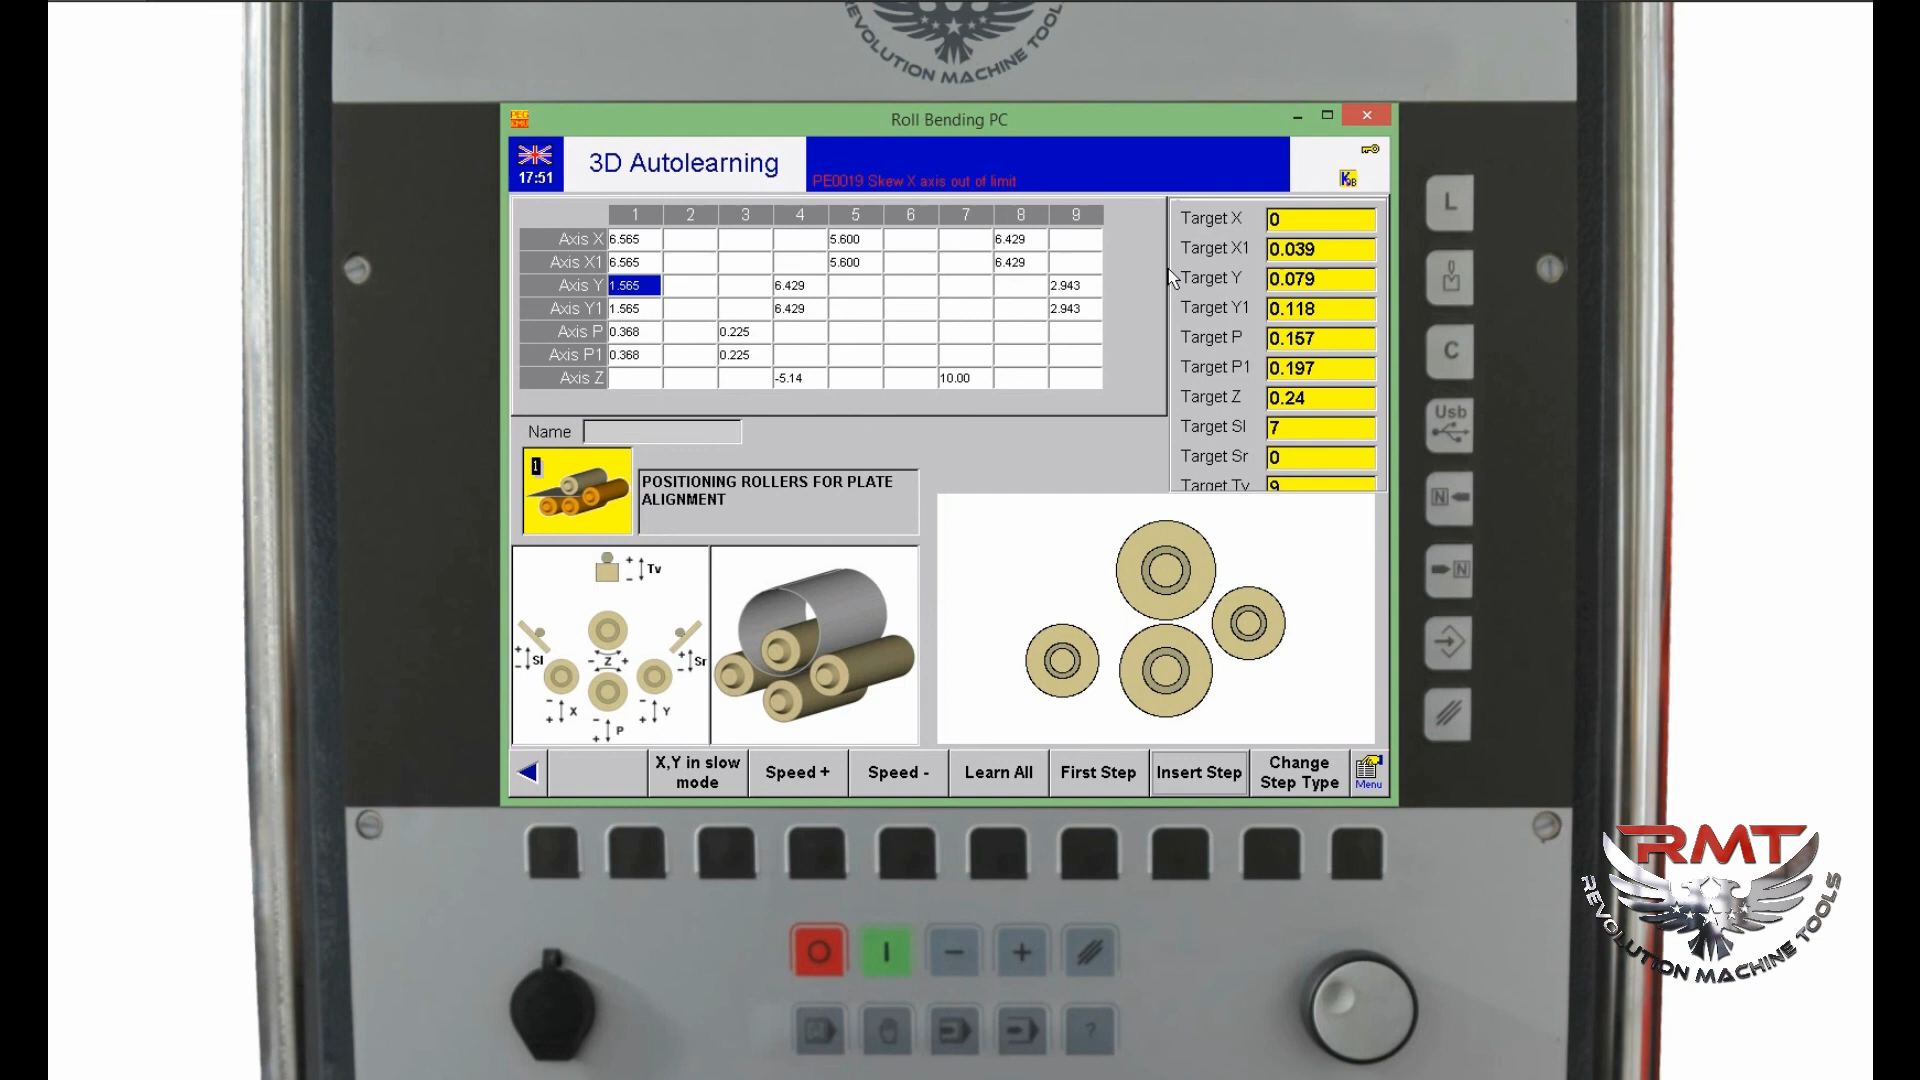 REVOLUTION MACHINE TOOLS
Roll Bending PC
17:51
3D Autolearning
PE0019 Skew X axis out of limit
1 2 3 4 5 6 7 8 9
Axis X 6.565 5.600 6.429
Axis X1 6.565 5.600 6.429
Axis Y 1.565 6.429 2.943
Axis Y1 1.565 6.429 2.943
Axis P 0.368 0.225
Axis P1 0.368 0.225
Axis Z -5.14 10.00
Target X 0
Target X1 0.039
Target Y 0.079
Target Y1 0.118
Target P 0.157
Target P1 0.197
Target Z 0.24
Target Sl 7
Target Sr 0
Target Tv 9
Name
1
POSITIONING ROLLERS FOR PLATE
ALIGNMENT
+ - Tv
+ - Sl
- Z +
+ - Sr
- + X
- + Y
- + P
X,Y in slow
mode
Speed +
Speed -
Learn All
First Step
Insert Step
Change
Step Type
Menu
L
C
Usb
N
N
O
I
−
+
?
RMT
REVOLUTION MACHINE TOOLS